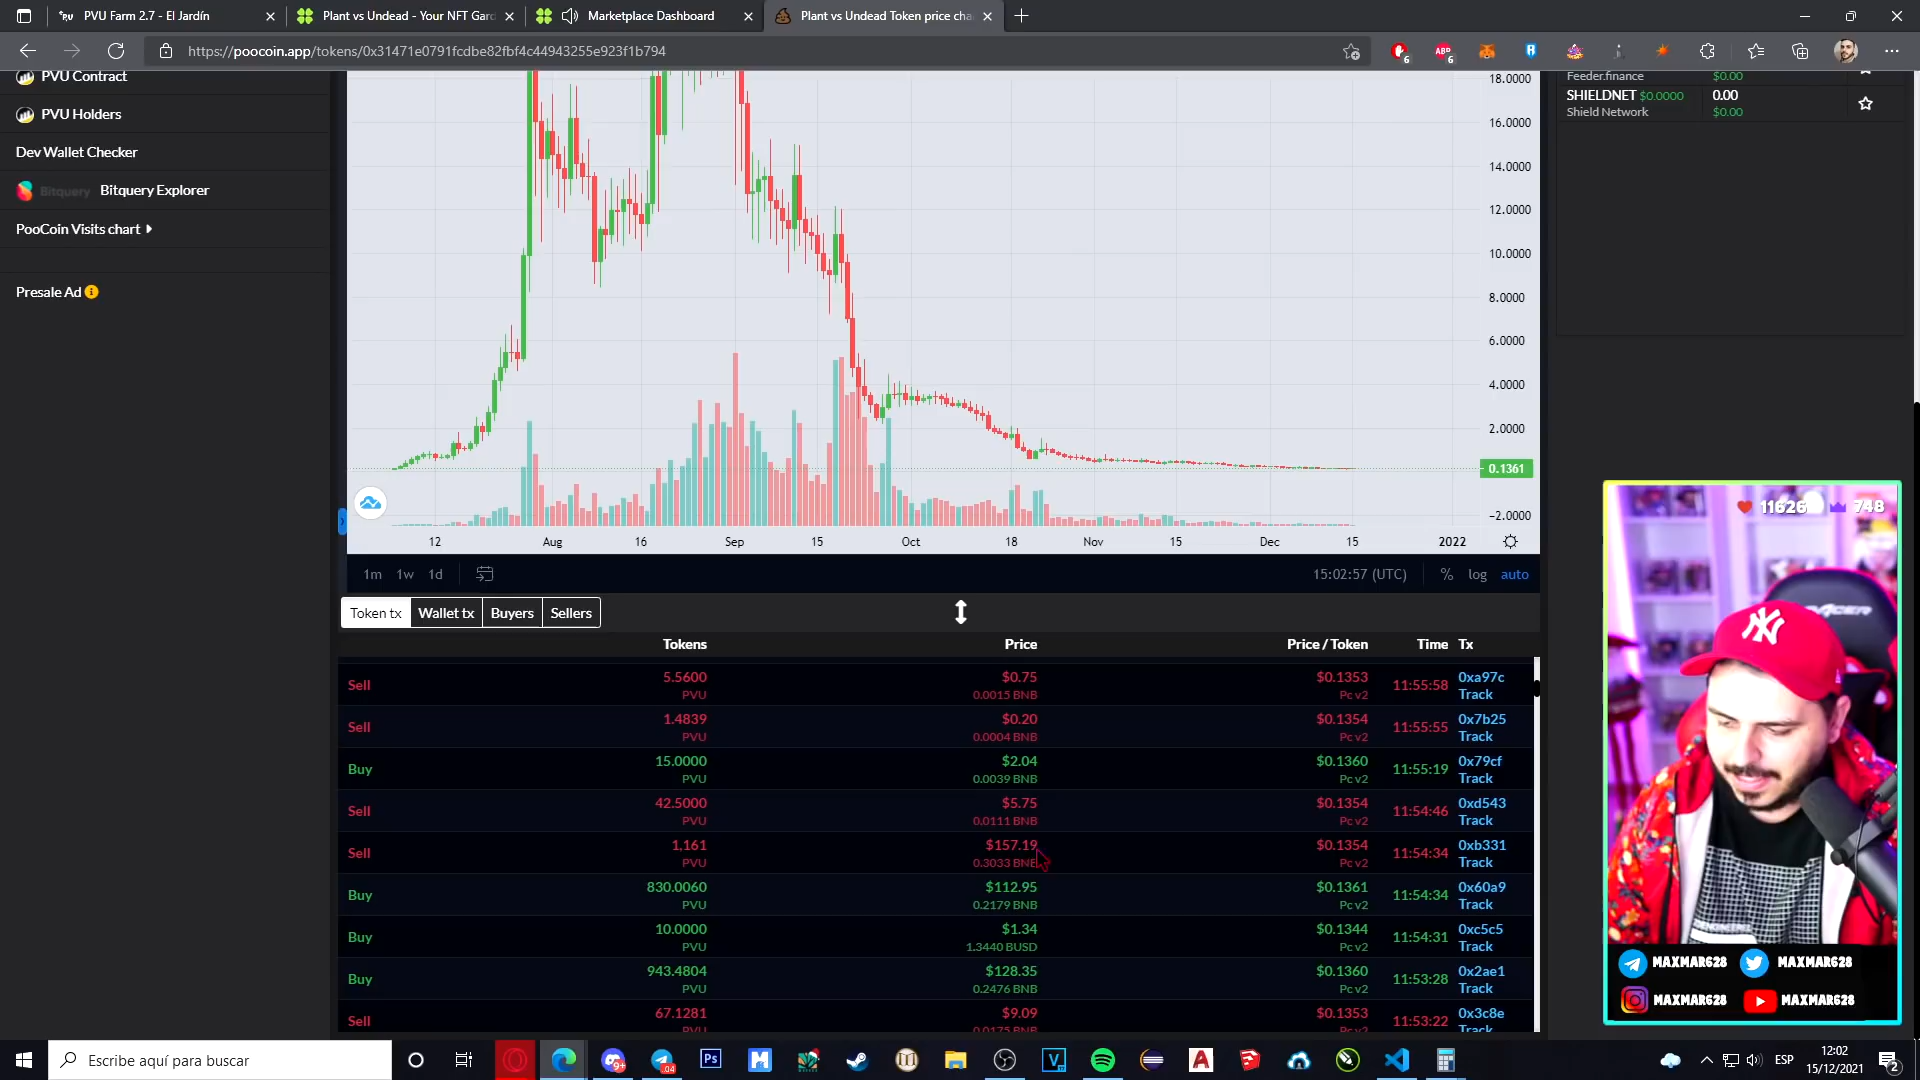 PVU Farm 2.7 - El Jardín
Plant vs Undead - Your NFT Gard
Marketplace Dashboard
Plant vs Undead Token price cha
https://poocoin.app/tokens/0x31471e0791fcdbe82fbf4c44943255e923f1b794
PVU Contract
PVU Holders
Dev Wallet Checker
Bitquery Bitquery Explorer
PooCoin Visits chart
Presale Ad
18.0000
16.0000
14.0000
12.0000
10.0000
8.0000
6.0000
4.0000
2.0000
0.1361
−2.0000
12 Aug 16 Sep 15 Oct 18 Nov 15 Dec 15 2022
1m 1w 1d 15:02:57 (UTC) % log auto
Feeder.finance $0.00
SHIELDNET $0.0000 0.00
Shield Network $0.00
Token tx Wallet tx Buyers Sellers
Tokens Price Price / Token Time Tx
Sell 5.5600 $0.75 $0.1353 11:55:58 0xa97c
PVU 0.0015 BNB Pc v2 Track
Sell 1.4839 $0.20 $0.1354 11:55:55 0x7b25
PVU 0.0004 BNB Pc v2 Track
Buy 15.0000 $2.04 $0.1360 11:55:19 0x79cf
PVU 0.0039 BNB Pc v2 Track
Sell 42.5000 $5.75 $0.1354 11:54:46 0xd543
PVU 0.0111 BNB Pc v2 Track
Sell 1,161 $157.19 $0.1354 11:54:34 0xb331
PVU 0.3033 BNB Pc v2 Track
Buy 830.0060 $112.95 $0.1361 11:54:34 0x60a9
PVU 0.2179 BNB Pc v2 Track
Buy 10.0000 $1.34 $0.1344 11:54:31 0xc5c5
PVU 1.3440 BUSD Pc v2 Track
Buy 943.4804 $128.35 $0.1360 11:53:28 0x2ae1
PVU 0.2476 BNB Pc v2 Track
Sell 67.1281 $9.09 $0.1353 11:53:22 0x3c8e
PVU 0.0175 BNB Pc v2 Track
11626 748
NY
MAXMAR628 MAXMAR628
MAXMAR628 MAXMAR628
Escribe aquí para buscar
ESP
12:02
15/12/2021
2